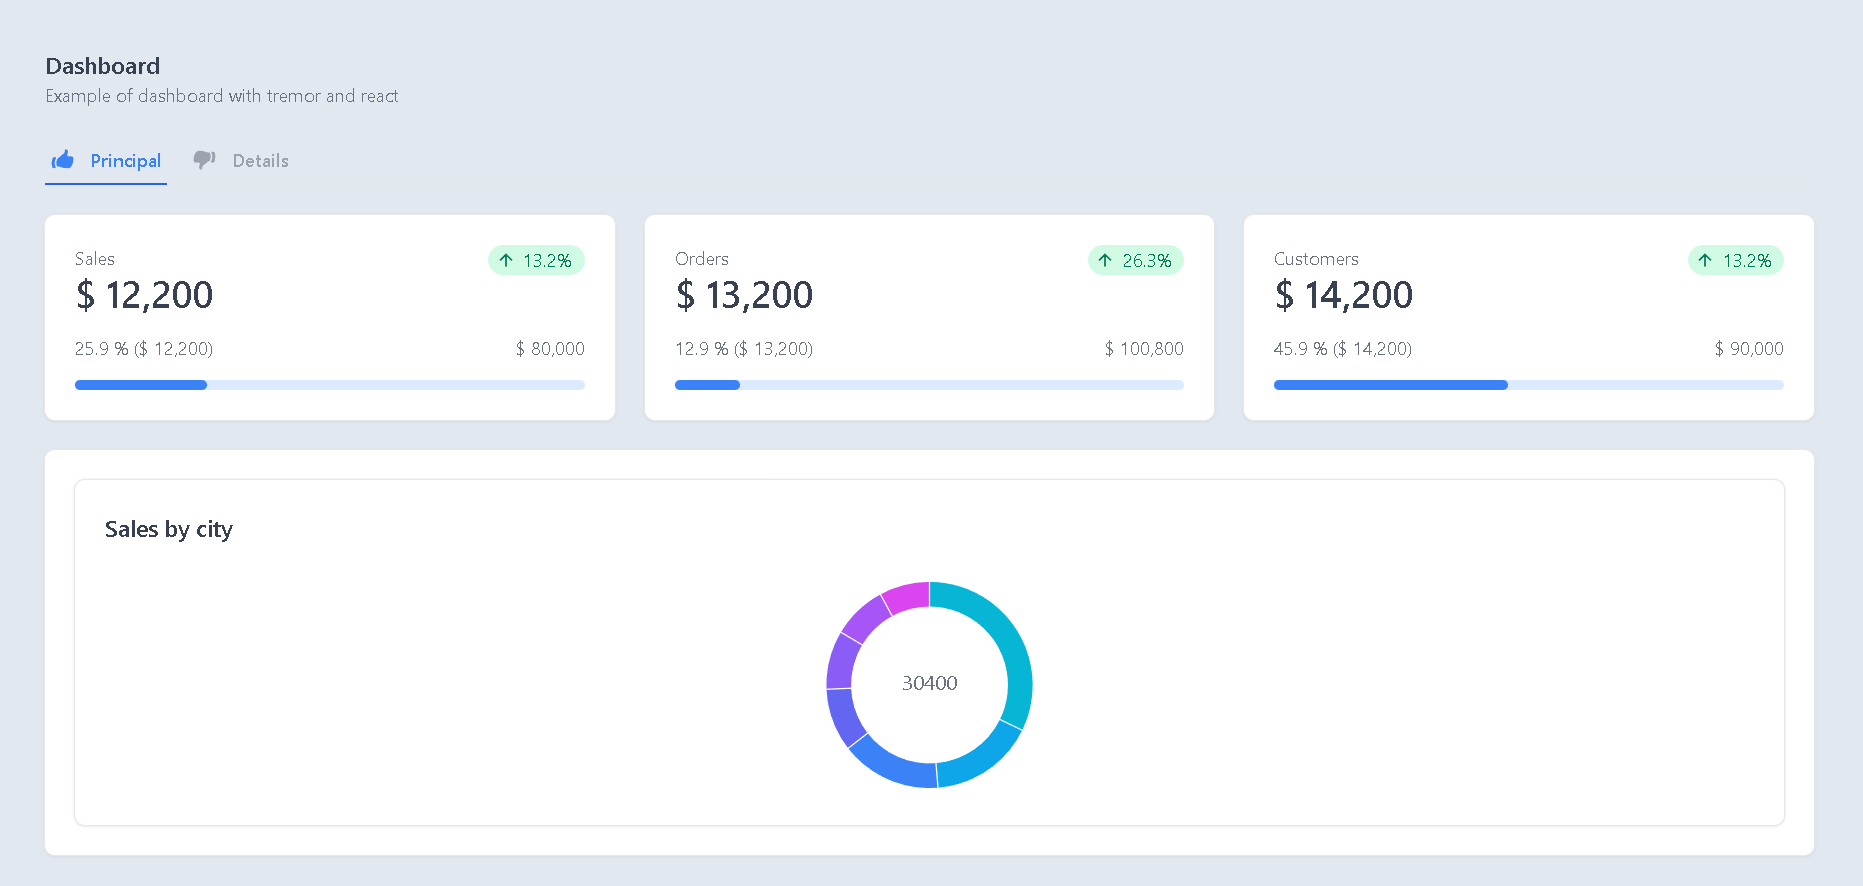 Dashboard
Example of dashboard with tremor and react
Principal
Details
Sales
13.2%
$ 12,200
25.9 % ($ 12,200)
$ 80,000
Orders
26.3%
$ 13,200
12.9 % ($ 13,200)
$ 100,800
Customers
13.2%
$ 14,200
45.9 % ($ 14,200)
$ 90,000
Sales by city
30400